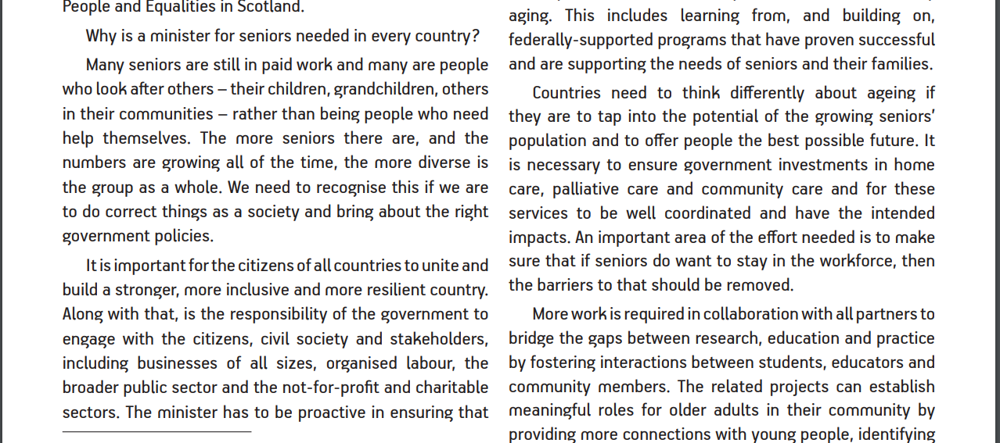 People and Equalities in Scotland.
Why is a minister for seniors needed in every country?
Many seniors are still in paid work and many are people
who look after others – their children, grandchildren, others
in their communities – rather than being people who need
help themselves. The more seniors there are, and the
numbers are growing all of the time, the more diverse is
the group as a whole. We need to recognise this if we are
to do correct things as a society and bring about the right
government policies.
It is important for the citizens of all countries to unite and
build a stronger, more inclusive and more resilient country.
Along with that, is the responsibility of the government to
engage with the citizens, civil society and stakeholders,
including businesses of all sizes, organised labour, the
broader public sector and the not-for-profit and charitable
sectors. The minister has to be proactive in ensuring that
aging. This includes learning from, and building on,
federally-supported programs that have proven successful
and are supporting the needs of seniors and their families.
Countries need to think differently about ageing if
they are to tap into the potential of the growing seniors'
population and to offer people the best possible future. It
is necessary to ensure government investments in home
care, palliative care and community care and for these
services to be well coordinated and have the intended
impacts. An important area of the effort needed is to make
sure that if seniors do want to stay in the workforce, then
the barriers to that should be removed.
More work is required in collaboration with all partners to
bridge the gaps between research, education and practice
by fostering interactions between students, educators and
community members. The related projects can establish
meaningful roles for older adults in their community by
providing more connections with young people, identifying